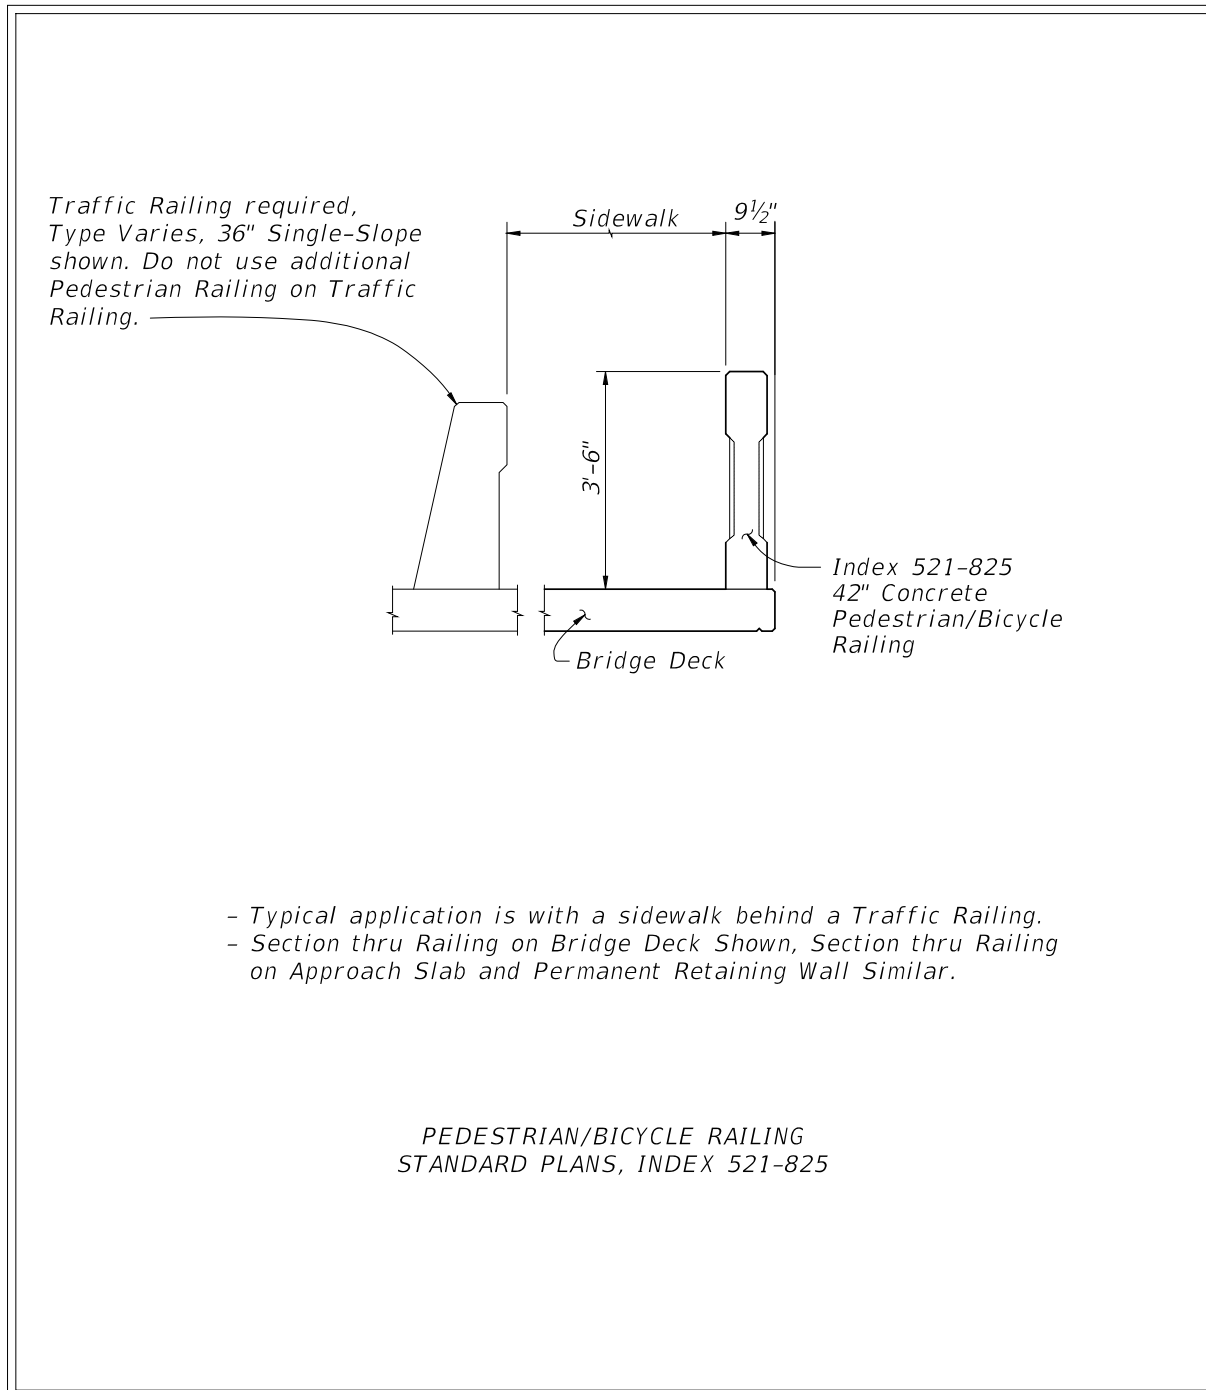 Traffic Railing required,
Type Varies, 36" Single-Slope
shown. Do not use additional
Pedestrian Railing on Traffic
Railing.
Sidewalk
9½"
3'-6"
Index 521-825
42" Concrete
Pedestrian/Bicycle
Railing
Bridge Deck
- Typical application is with a sidewalk behind a Traffic Railing.
- Section thru Railing on Bridge Deck Shown, Section thru Railing
on Approach Slab and Permanent Retaining Wall Similar.
PEDESTRIAN/BICYCLE RAILING
STANDARD PLANS, INDEX 521-825